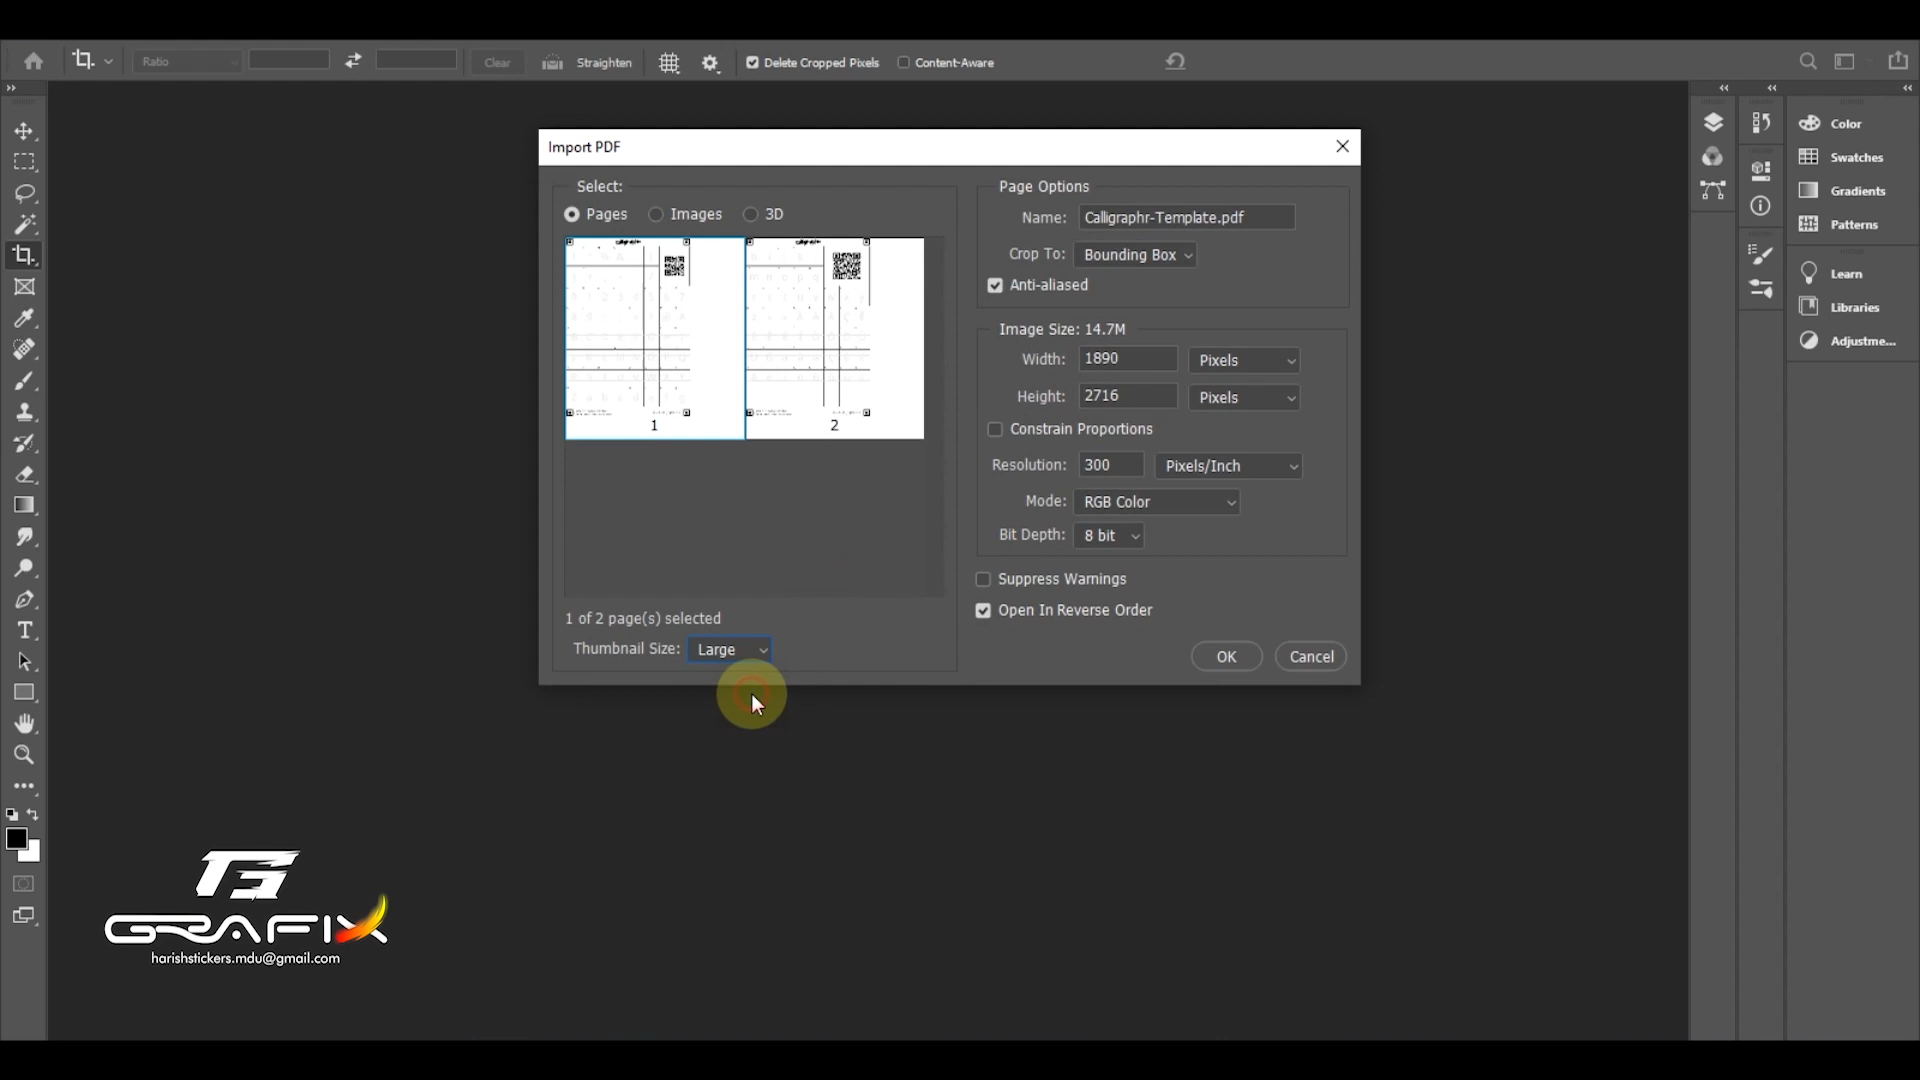 Ratio
Clear
Straighten
Delete Cropped Pixels
Content-Aware
Import PDF
Select:
Pages
Images
3D
1
2
1 of 2 page(s) selected
Thumbnail Size:
Large
Page Options
Name:
Calligraphr-Template.pdf
Crop To:
Bounding Box
Anti-aliased
Image Size: 14.7M
Width:
1890
Pixels
Height:
2716
Pixels
Constrain Proportions
Resolution:
300
Pixels/Inch
Mode:
RGB Color
Bit Depth:
8 bit
Suppress Warnings
Open In Reverse Order
OK
Cancel
Color
Swatches
Gradients
Patterns
Learn
Libraries
Adjustme...
GRAFIX
harishstickers.mdu@gmail.com